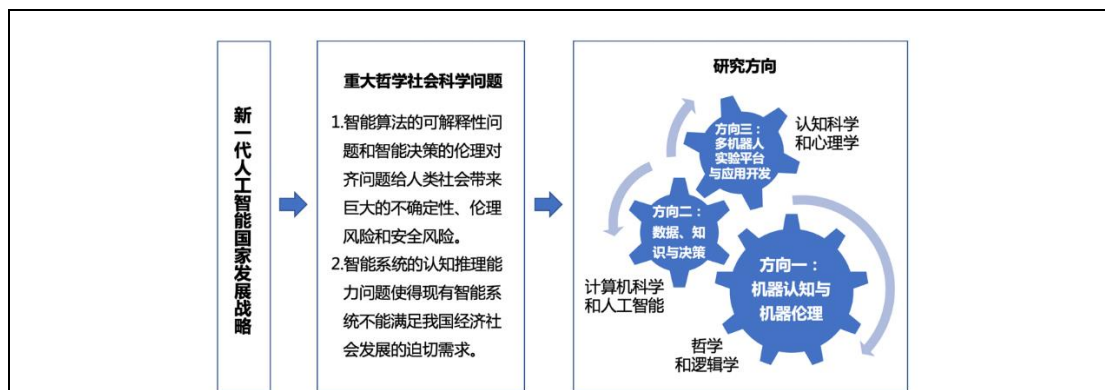 新一代人工智能国家发展战略
重大哲学社会科学问题
1.智能算法的可解释性问
题和智能决策的伦理对
齐问题给人类社会带来
巨大的不确定性、伦理
风险和安全风险。
2.智能系统的认知推理能
力问题使得现有智能系
统不能满足我国经济社
会发展的迫切需求。
研究方向
方向三：
多机器人
实验平台
与应用开发
认知科学
和心理学
方向二：
数据、知
识与决策
计算机科学
和人工智能
方向一：
机器认知与
机器伦理
哲学
和逻辑学